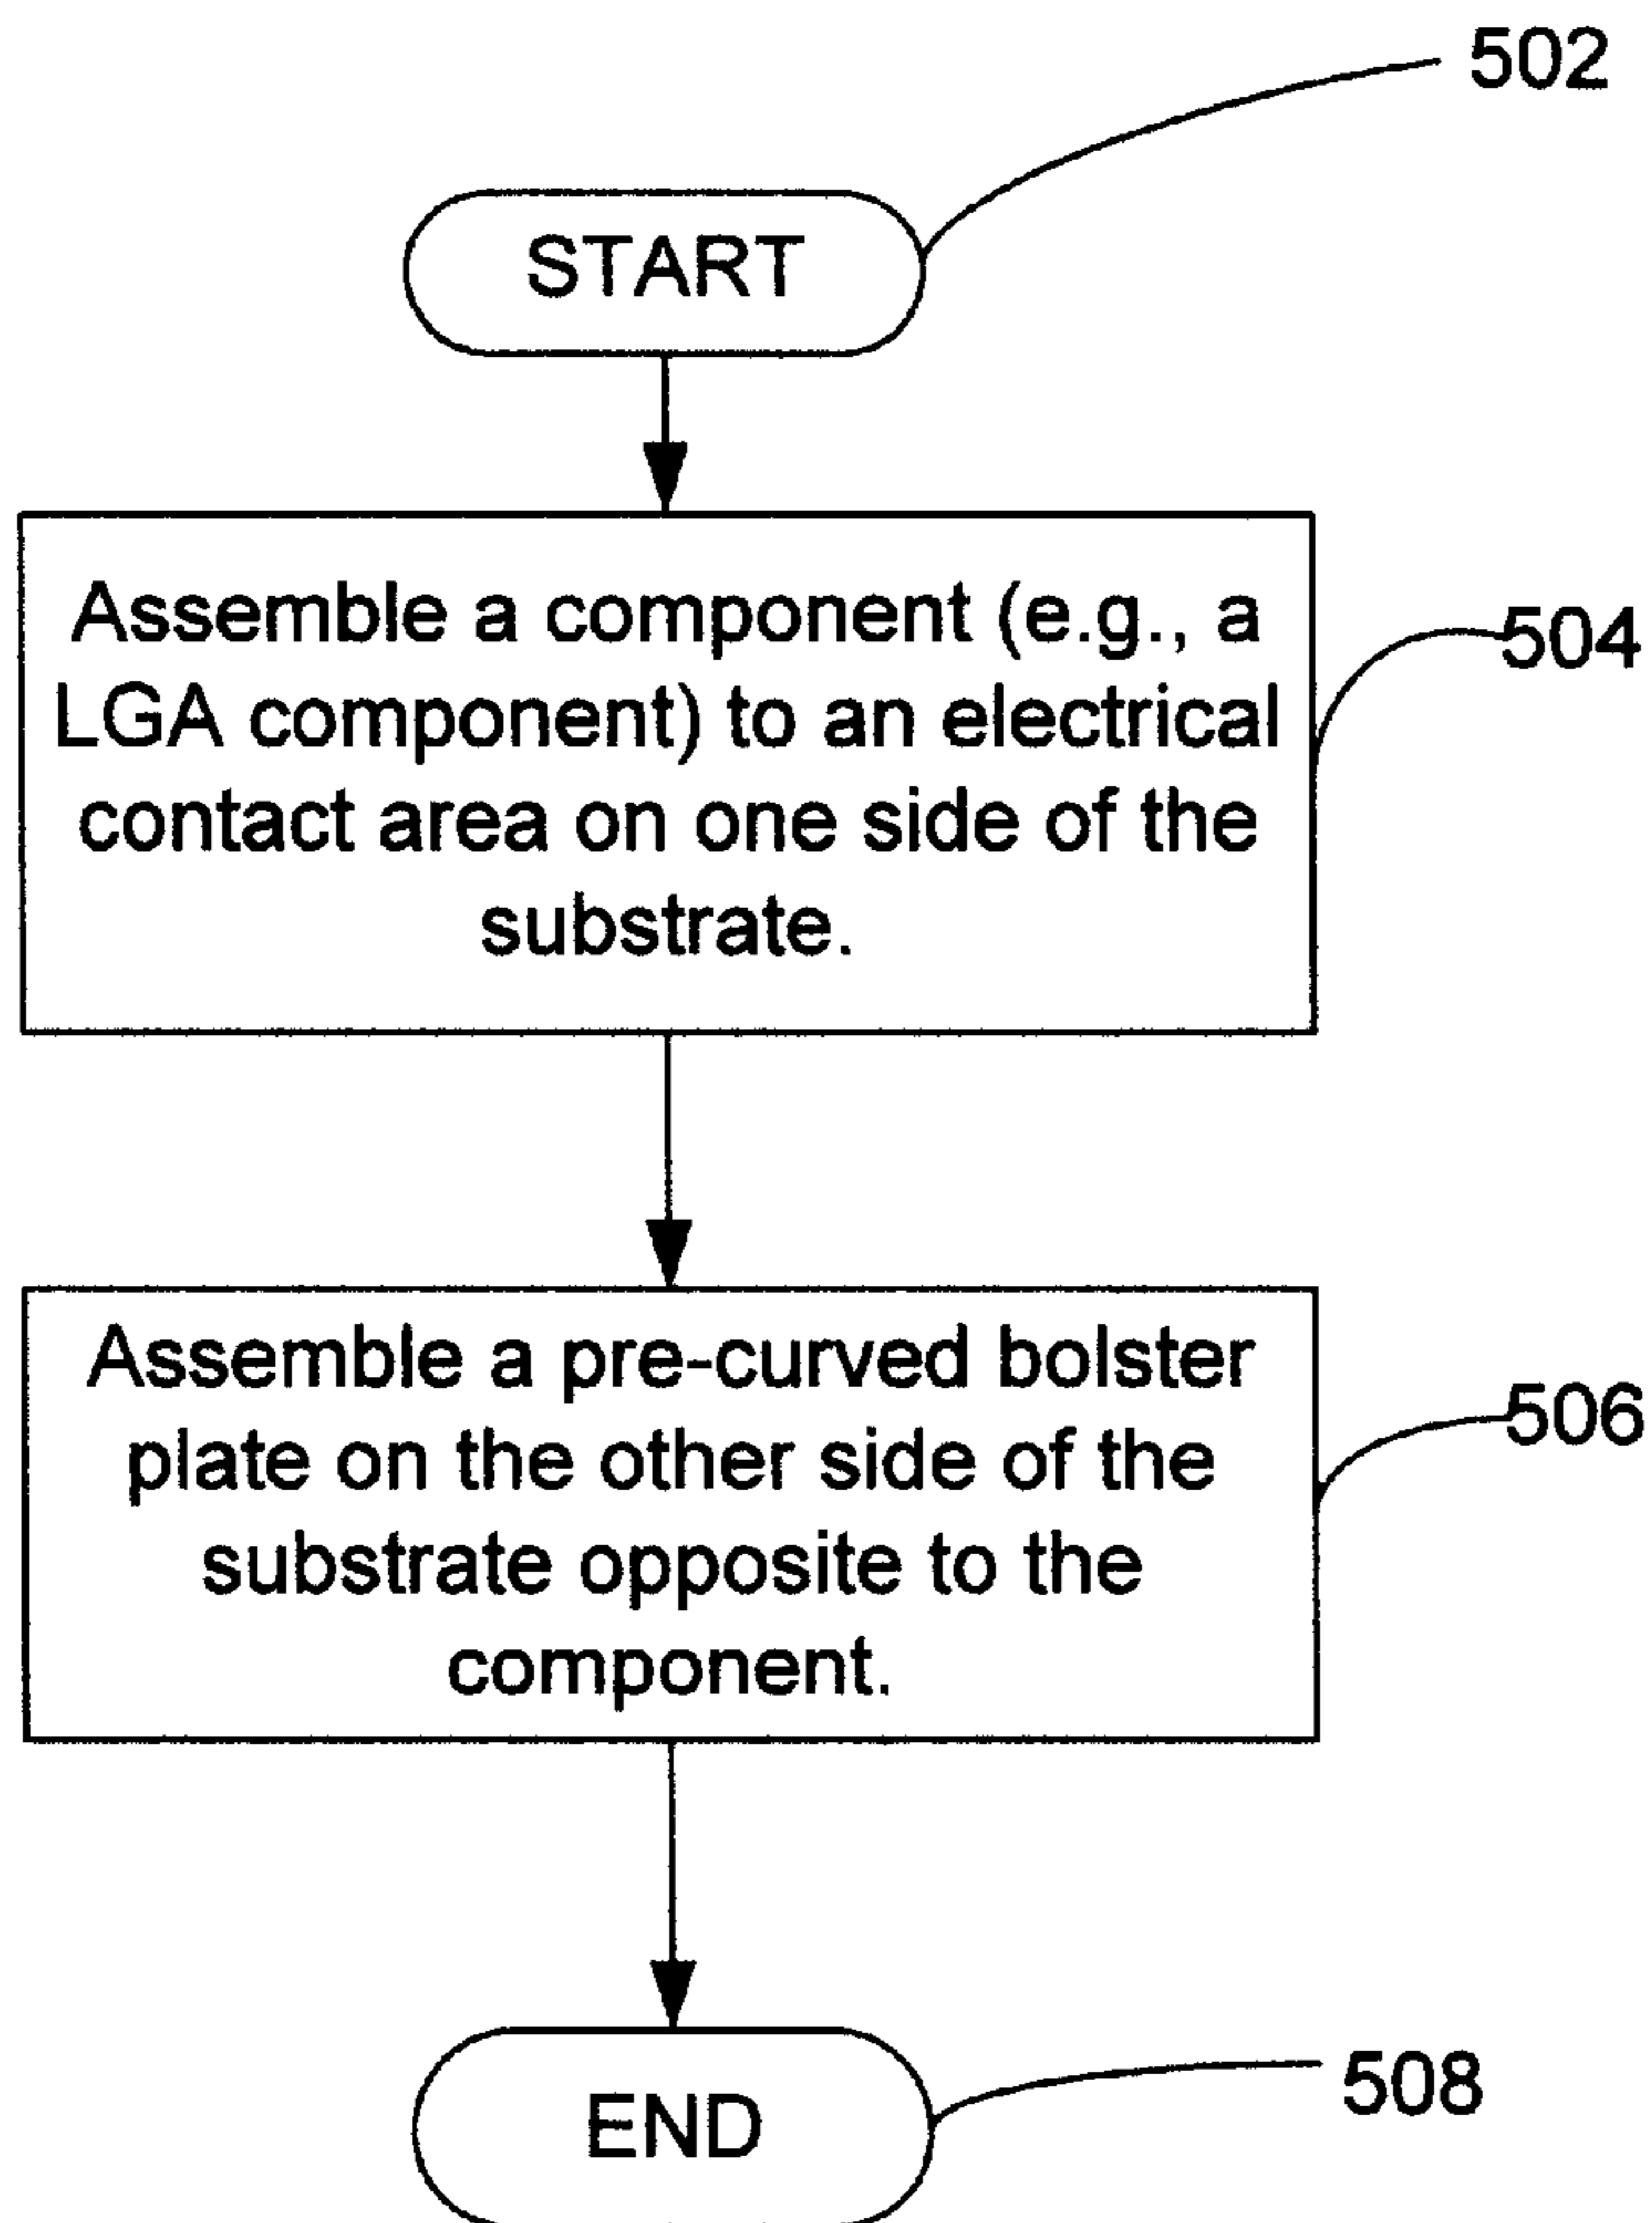 502
START
Assemble a component (e.g., a
LGA component) to an electrical
contact area on one side of the
substrate.
504
Assemble a pre-curved bolster
plate on the other side of the
substrate opposite to the
component.
506
END
508